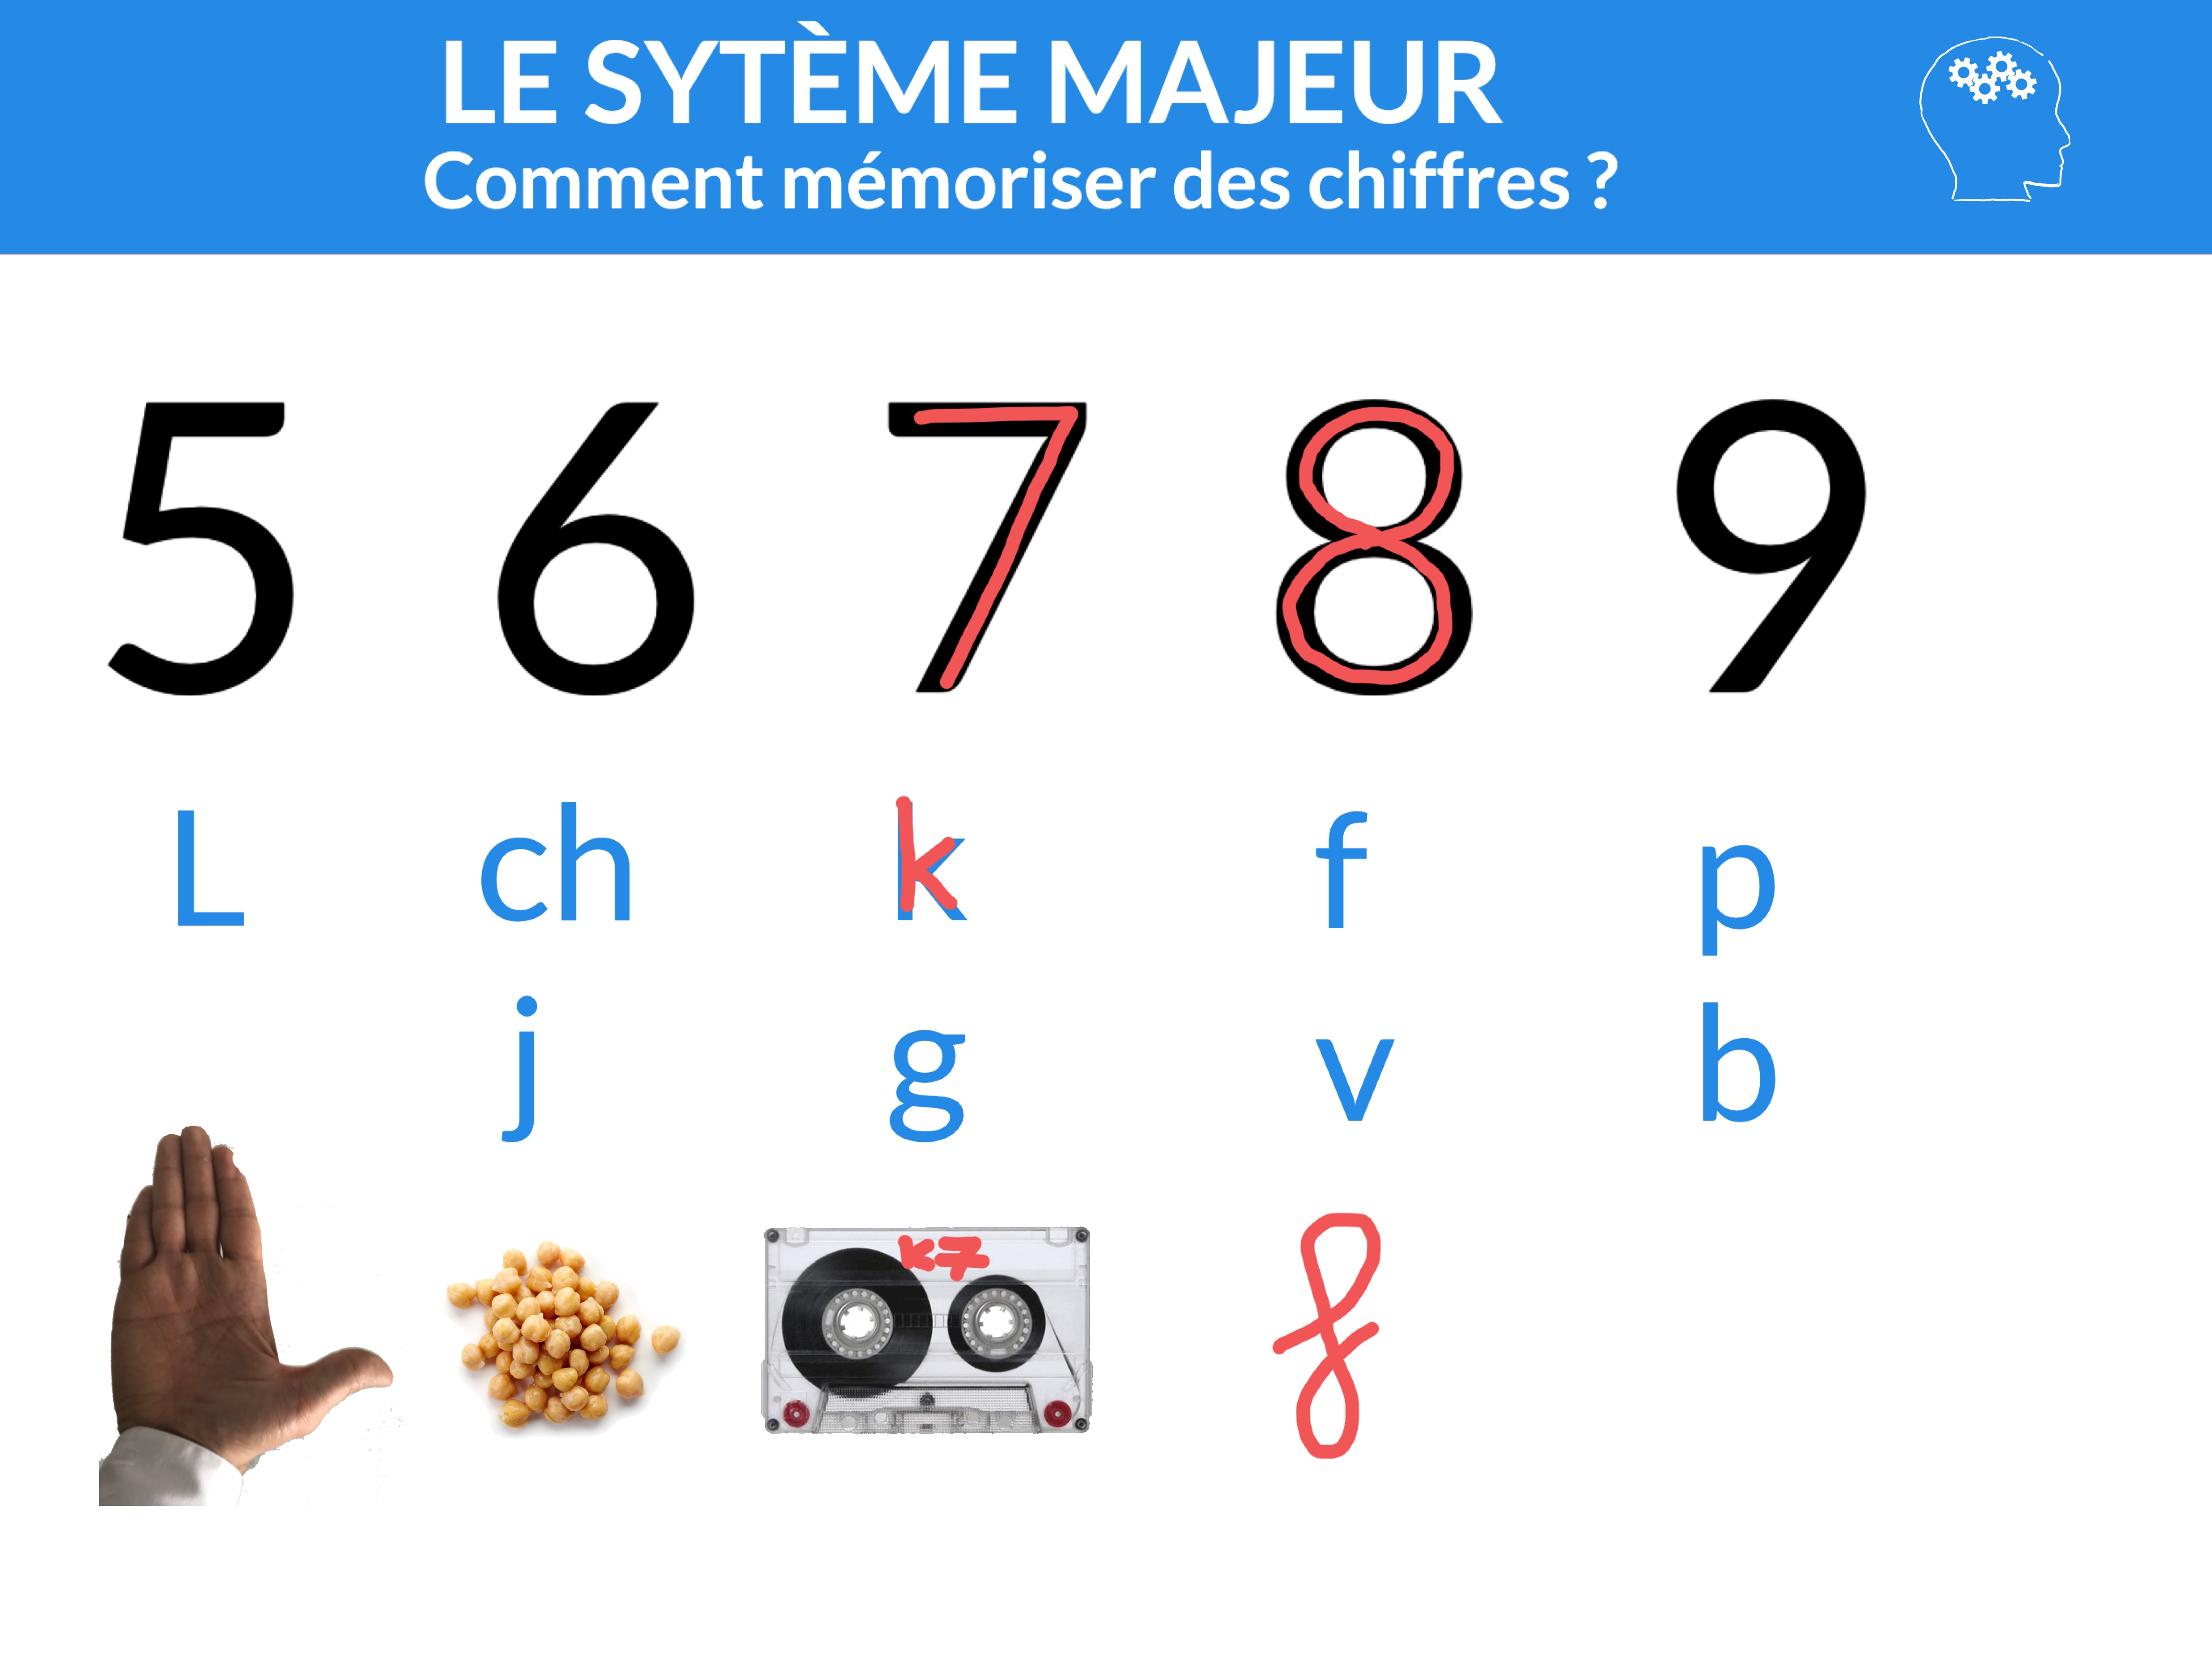 LE SYTÈME MAJEUR
Comment mémoriser des chiffres ?
5 6 7 8 9
L ch k f p
j g v b
k7
f